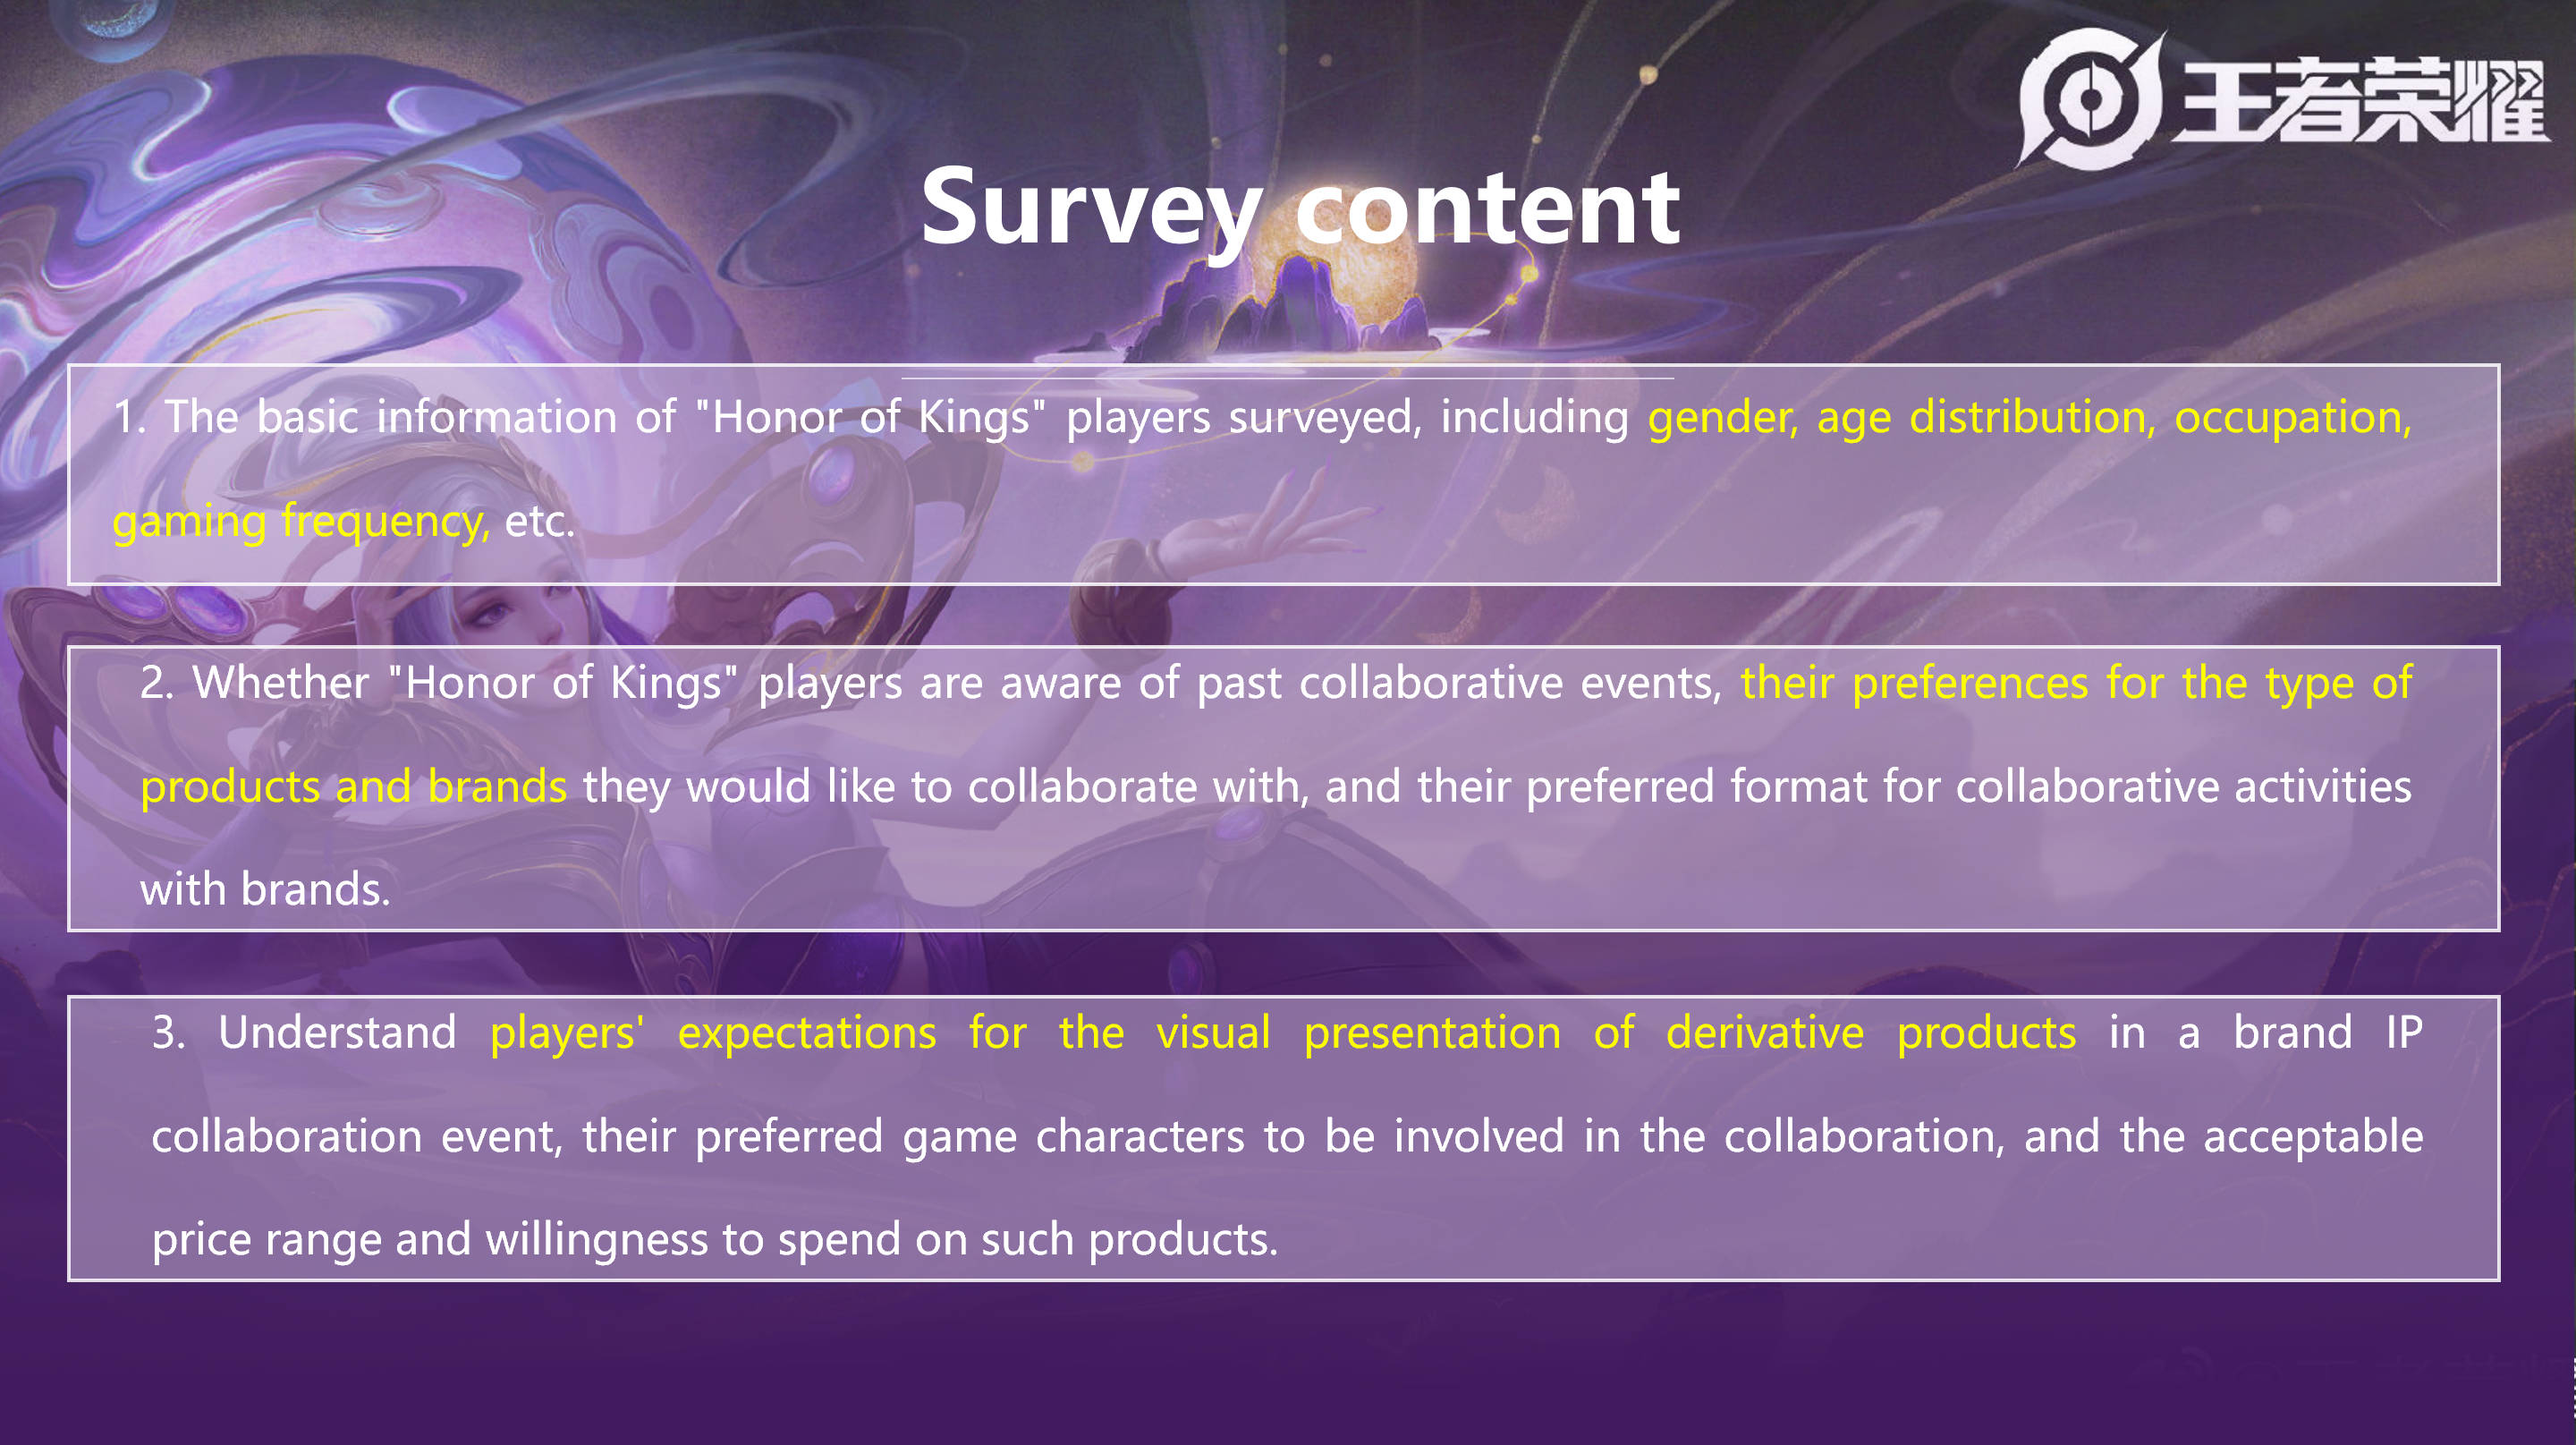 王者荣耀
Survey content
1. The basic information of "Honor of Kings" players surveyed, including gender, age distribution, occupation,
gaming frequency, etc.
2. Whether "Honor of Kings" players are aware of past collaborative events, their preferences for the type of
products and brands they would like to collaborate with, and their preferred format for collaborative activities
with brands.
3. Understand players' expectations for the visual presentation of derivative products in a brand IP
collaboration event, their preferred game characters to be involved in the collaboration, and the acceptable
price range and willingness to spend on such products.